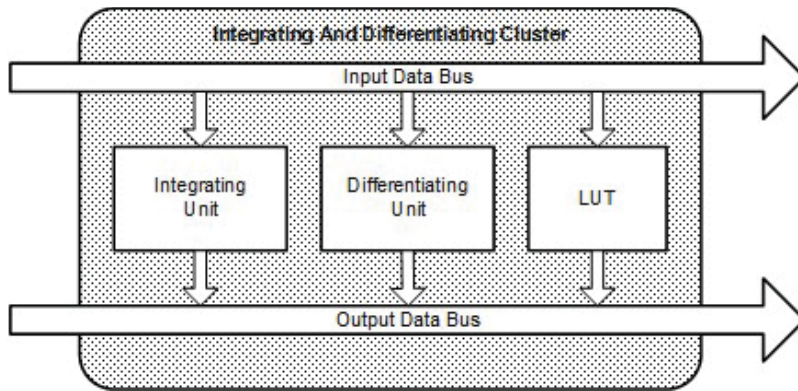 Integrating And Differentiating Cluster
Input Data Bus
Integrating
Unit
Differentiating
Unit
LUT
Output Data Bus